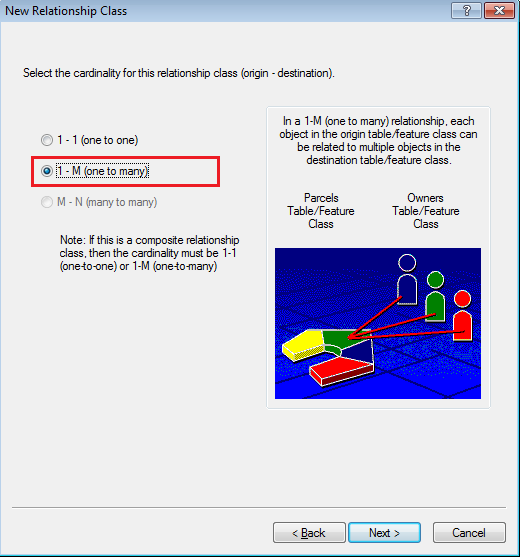 New Relationship Class
Select the cardinality for this relationship class (origin - destination).
1 - 1 (one to one)
1 - M (one to many)
M - N (many to many)
Note: If this is a composite relationship
class, then the cardinality must be 1-1
(one-to-one) or 1-M (one-to-many)
In a 1-M (one to many) relationship, each
object in the origin table/feature class can
be related to multiple objects in the
destination table/feature class.
Parcels
Table/Feature
Class
Owners
Table/Feature
Class
< Back
Next >
Cancel